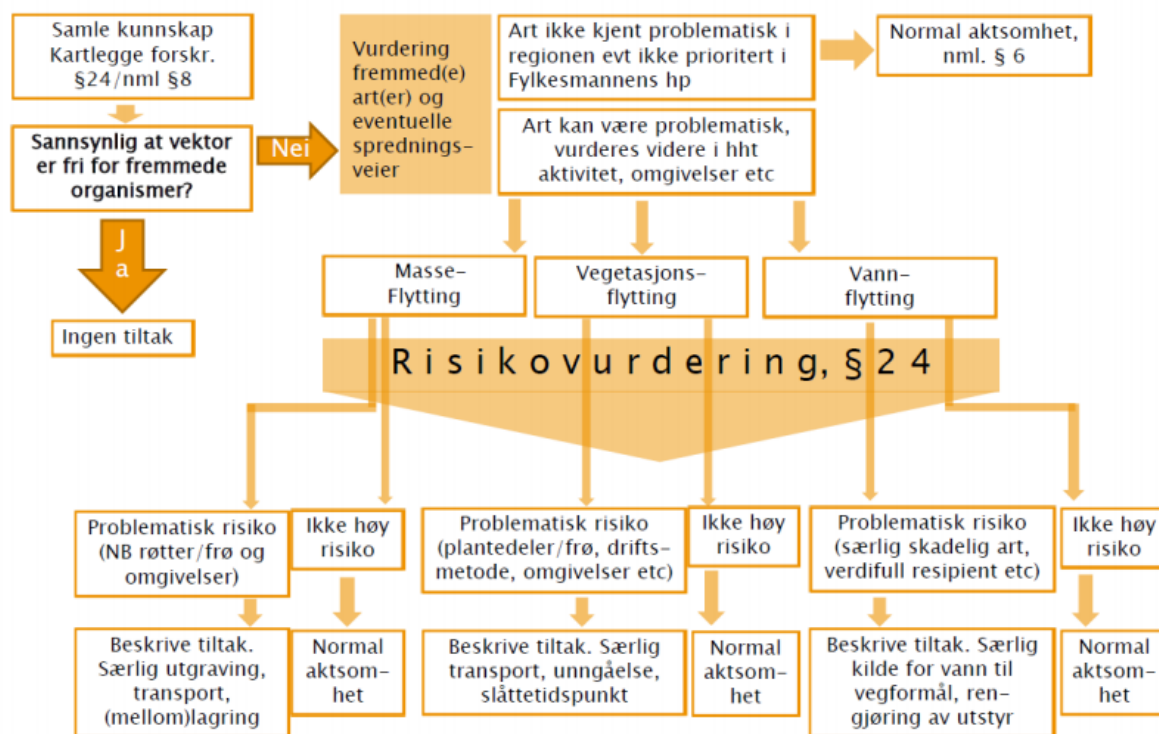 Samle kunnskap
Kartlegge forskr.
§24/nml §8
Sannsynlig at vektor
er fri for fremmede
organismer?
Nei
J
a
Ingen tiltak
Vurdering
fremmed(e)
art(er) og
eventuelle
sprednings-
veier
Art ikke kjent problematisk i
regionen evt ikke prioritert i
Fylkesmannens hp
Normal aktsomhet,
nml. § 6
Art kan være problematisk,
vurderes videre i hht
aktivitet, omgivelser etc
Masse-
Flytting
Vegetasjons-
flytting
Vann-
flytting
Risikovurdering, §24
Problematisk risiko
(NB røtter/frø og
omgivelser)
Ikke høy
risiko
Problematisk risiko
(plantedeler/frø, drifts-
metode, omgivelser etc)
Ikke høy
risiko
Problematisk risiko
(særlig skadelig art,
verdifull resipient etc)
Ikke høy
risiko
Beskrive tiltak.
Særlig utgraving,
transport,
(mellom)lagring
Normal
aktsom-
het
Beskrive tiltak. Særlig
transport, unngåelse,
slåttetidspunkt
Normal
aktsom-
het
Beskrive tiltak. Særlig
kilde for vann til
vegformål, ren-
gjøring av utstyr
Normal
aktsom-
het